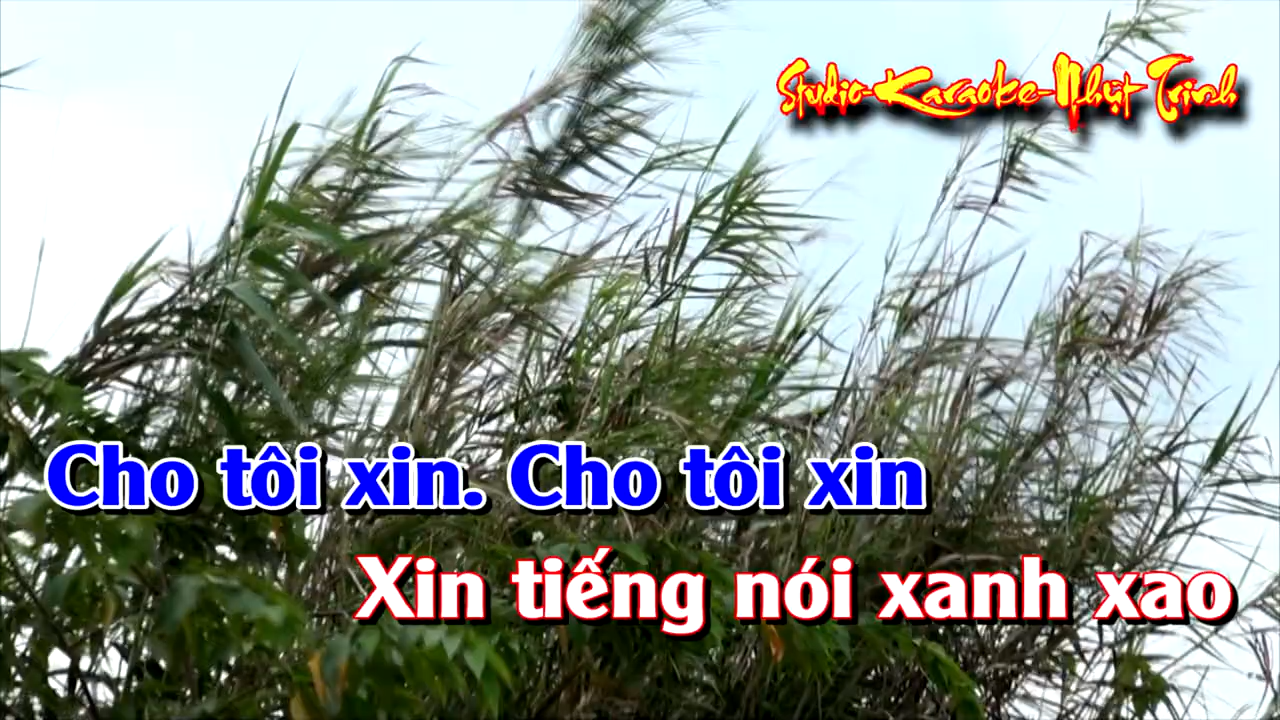 Studio-Karaoke-Nhựt Trinh
Cho tôi xin. Cho tôi xin
Xin tiếng nói xanh xao